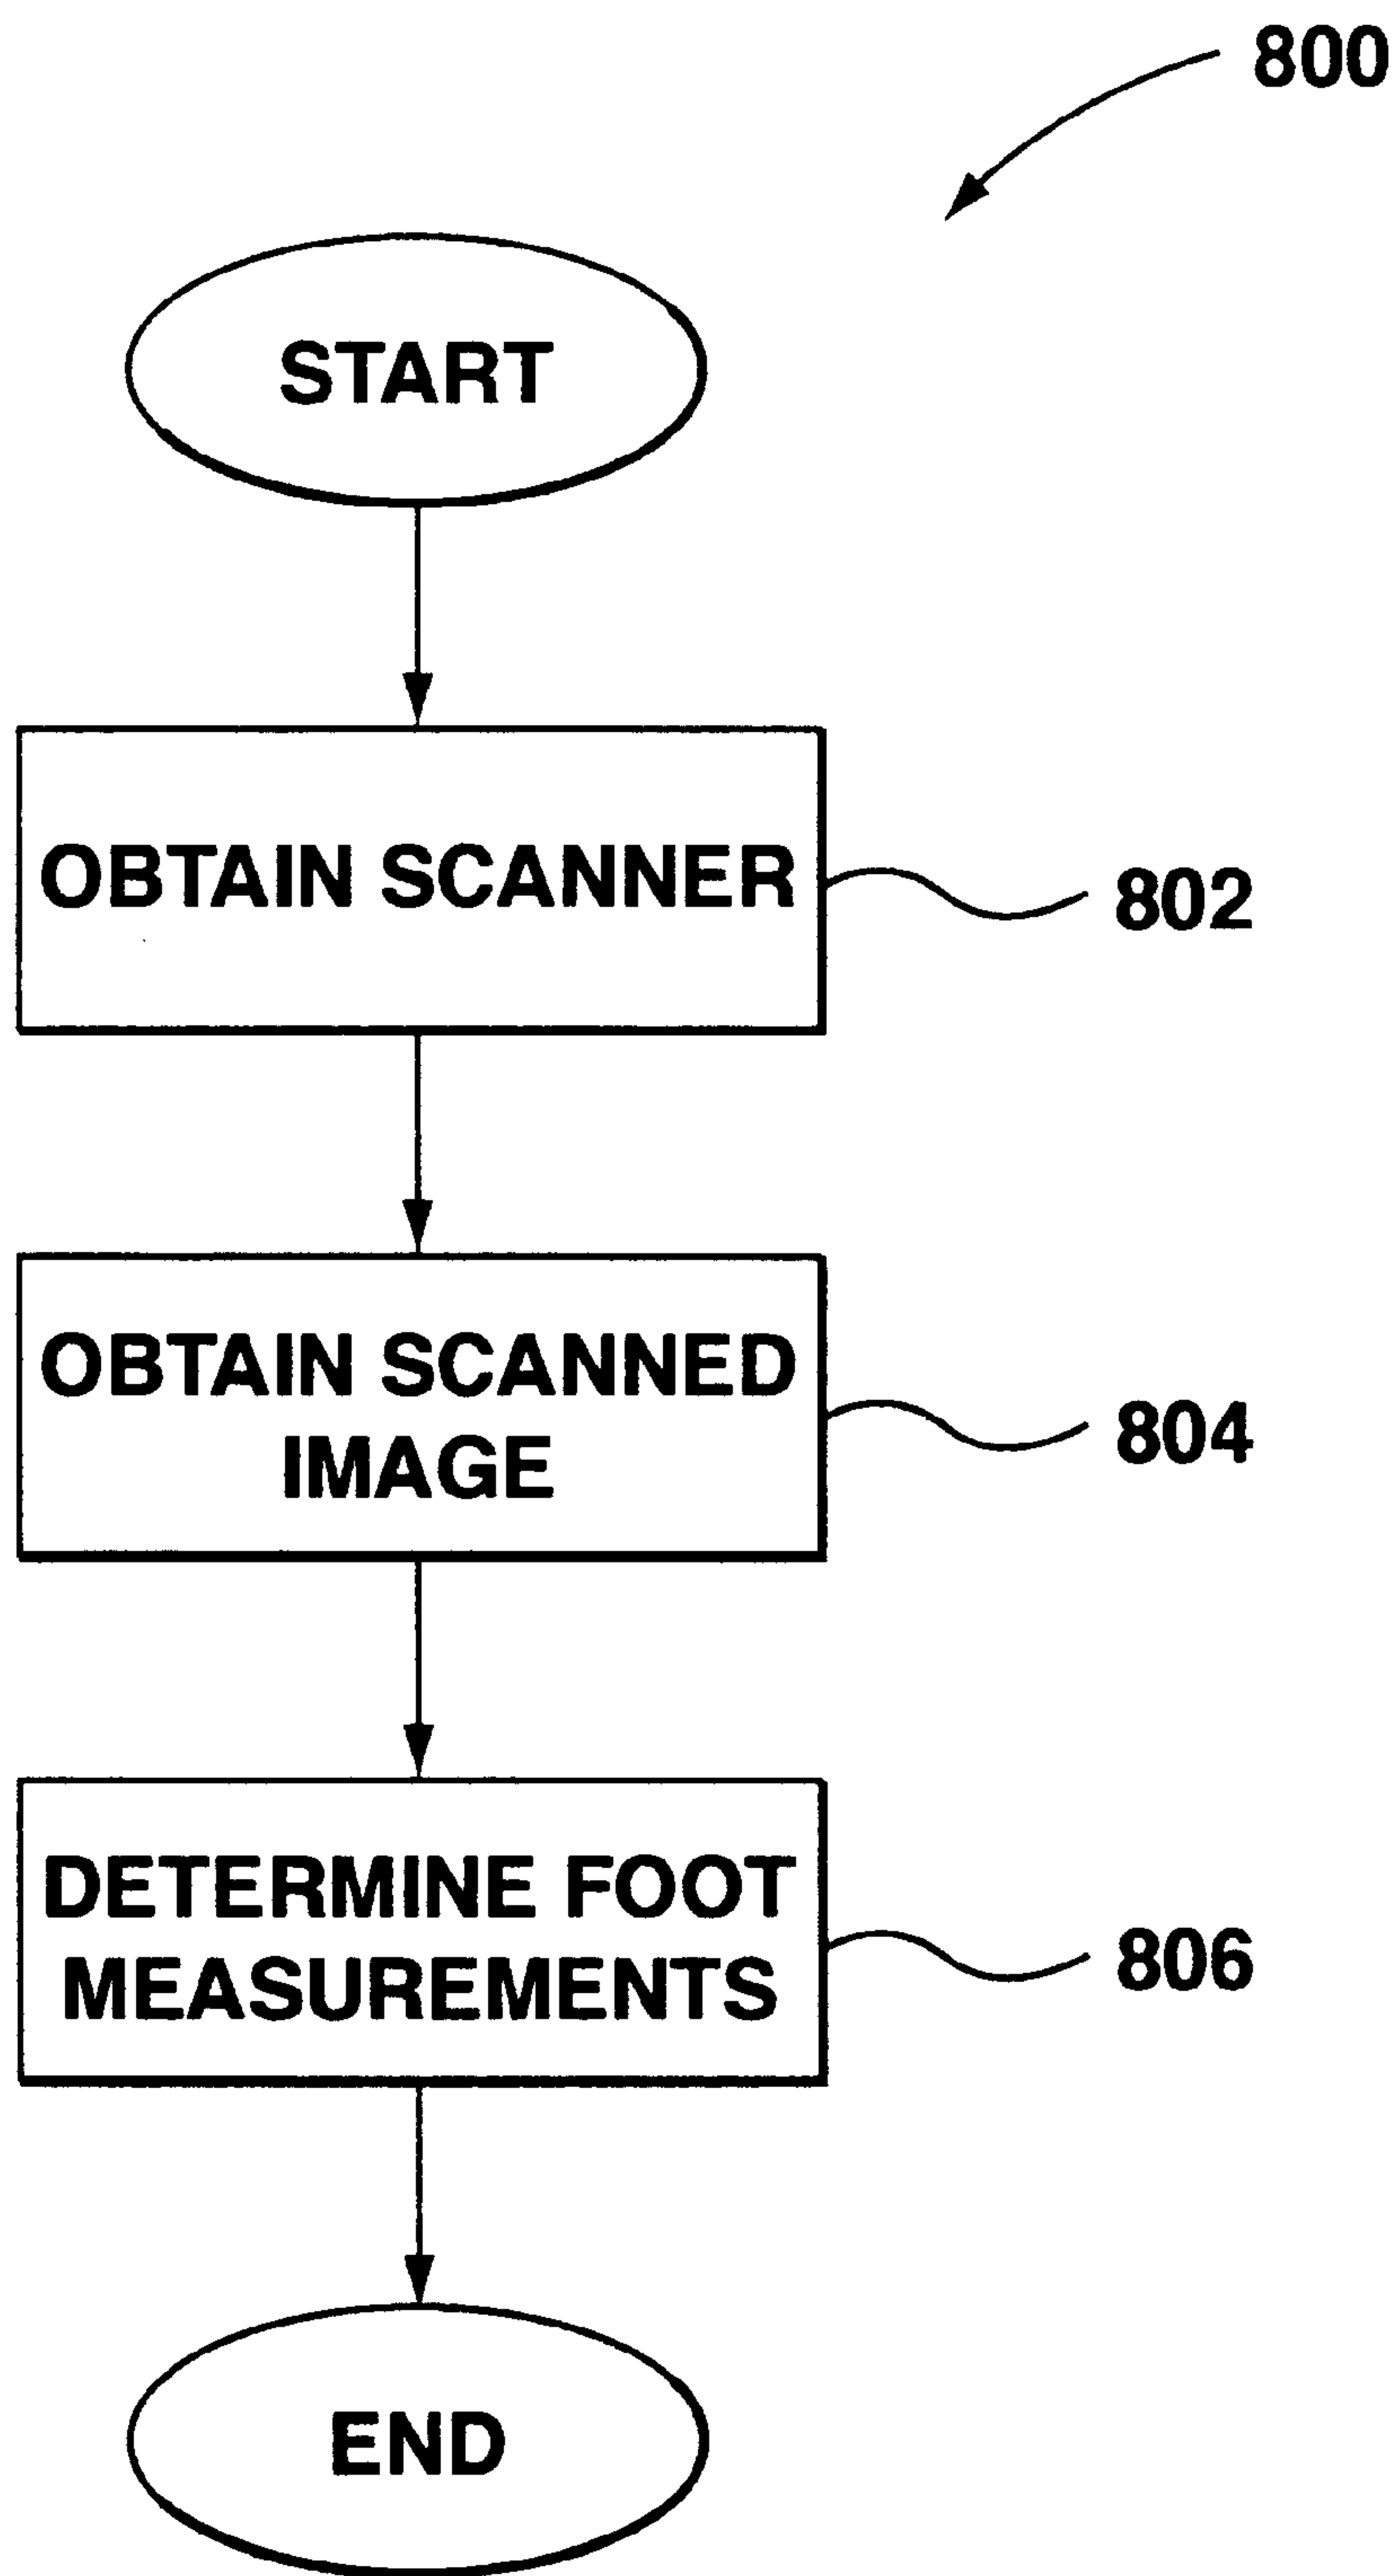 800
START
OBTAIN SCANNER
802
OBTAIN SCANNED
IMAGE
804
DETERMINE FOOT
MEASUREMENTS
806
END